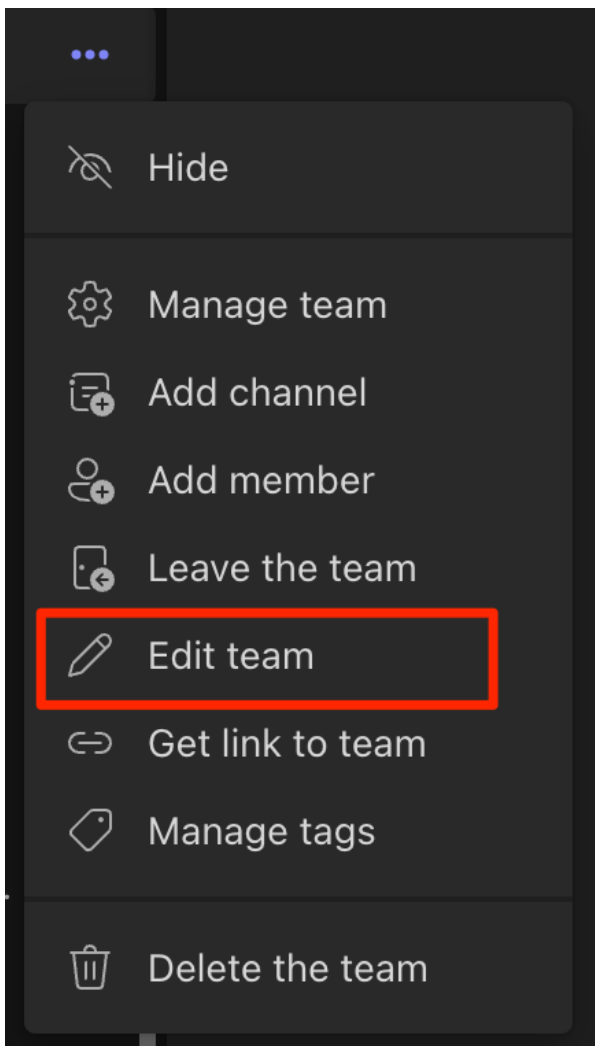 Hide
Manage team
Add channel
Add member
Leave the team
Edit team
Get link to team
Manage tags
Delete the team